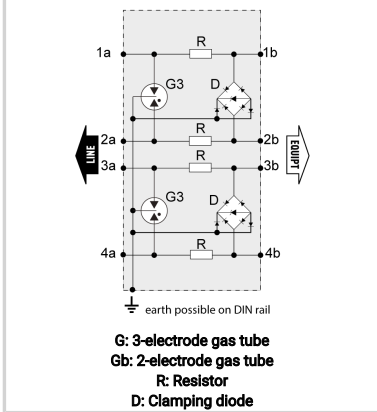 R
1a 1b
G3 D
2a R 2b
LINE EQUIPT
3a R 3b
G3 D
R
4a 4b
earth possible on DIN rail
G: 3-electrode gas tube
Gb: 2-electrode gas tube
R: Resistor
D: Clamping diode